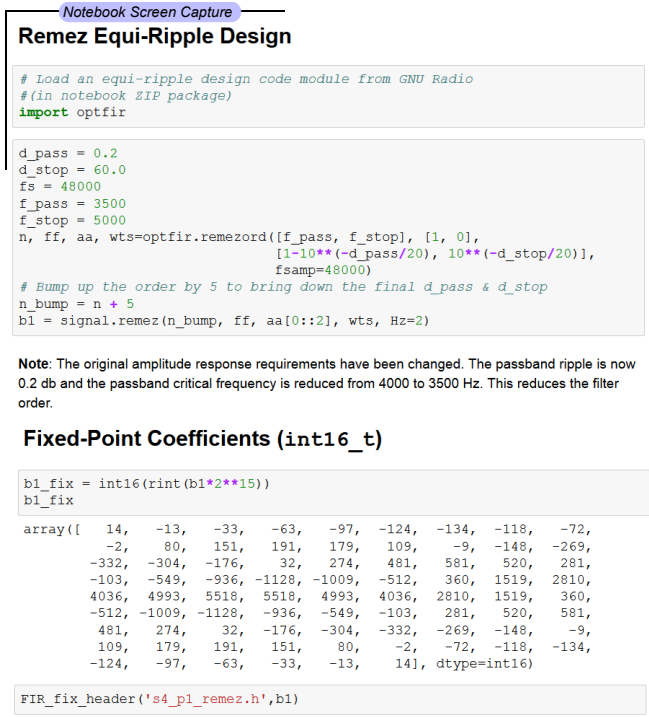 Notebook Screen Capture
Remez Equi-Ripple Design
# Load an equi-ripple design code module from GNU Radio
#(in notebook ZIP package)
import optfir
d_pass = 0.2
d_stop = 60.0
fs = 48000
f_pass = 3500
f_stop = 5000
n, ff, aa, wts=optfir.remezord([f_pass, f_stop], [1, 0],
[1-10**(-d_pass/20), 10**(-d_stop/20)],
fsamp=48000)
# Bump up the order by 5 to bring down the final d_pass & d_stop
n_bump = n + 5
b1 = signal.remez(n_bump, ff, aa[0::2], wts, Hz=2)
Note: The original amplitude response requirements have been changed. The passband ripple is now
0.2 db and the passband critical frequency is reduced from 4000 to 3500 Hz. This reduces the filter
order.
Fixed-Point Coefficients (int16_t)
b1_fix = int16(rint(b1*2**15))
b1_fix
array([ 14, -13, -33, -63, -97, -124, -134, -118, -72,
-2, 80, 151, 191, 179, 109, -9, -148, -269,
-332, -304, -176, 32, 274, 481, 581, 520, 281,
-103, -549, -936, -1128, -1009, -512, 360, 1519, 2810,
4036, 4993, 5518, 5518, 4993, 4036, 2810, 1519, 360,
-512, -1009, -1128, -936, -549, -103, 281, 520, 581,
481, 274, 32, -176, -304, -332, -269, -148, -9,
109, 179, 191, 151, 80, -2, -72, -118, -134,
-124, -97, -63, -33, -13, 14], dtype=int16)
FIR_fix_header('s4_p1_remez.h',b1)